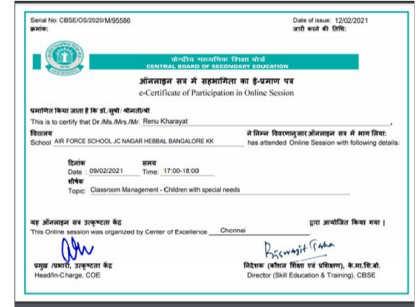 Serial No: CBSE/OS/2020/M/95586
Date of issue: 12/02/2021
क्रमांक:
जारी करने की तिथि:
केन्द्रीय माध्यमिक शिक्षा बोर्ड
CENTRAL BOARD OF SECONDARY EDUCATION
ऑनलाइन सत्र में सहभागिता का ई-प्रमाण पत्र
e-Certificate of Participation in Online Session
प्रमाणित किया जाता है कि डॉ./सुश्री/ श्रीमती/श्री
This is to certify that Dr./Ms./Mrs./Mr. Renu Kharayat
विद्यालय
ने निम्न विवरणानुसार ऑनलाइन सत्र में भाग लिया:
School AIR FORCE SCHOOL JC NAGAR HEBBAL BANGALORE KK
has attended Online Session with following details:
दिनांक
समय
Date : 09/02/2021
Time: 17:00-18:00
शीर्षक
Topic: Classroom Management - Children with special needs
यह ऑनलाइन सत्र उत्कृष्टता केंद्र
द्वारा आयोजित किया गया |
This Online session was organized by Center of Excellence Chennai
Biswajit Saha
प्रमुख /प्रभारी, उत्कृष्टता केंद्र
निदेशक (कौशल शिक्षा एवं प्रशिक्षण), के.मा.शि.बो.
Head/In-Charge, COE
Director (Skill Education & Training), CBSE